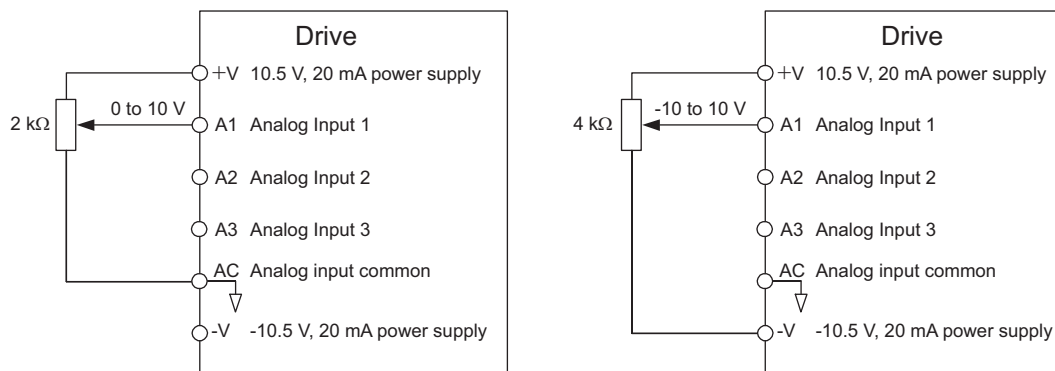 Drive
+V 10.5 V, 20 mA power supply
0 to 10 V
2 kΩ
A1 Analog Input 1
A2 Analog Input 2
A3 Analog Input 3
AC Analog input common
-V -10.5 V, 20 mA power supply
Drive
+V 10.5 V, 20 mA power supply
-10 to 10 V
4 kΩ
A1 Analog Input 1
A2 Analog Input 2
A3 Analog Input 3
AC Analog input common
-V -10.5 V, 20 mA power supply